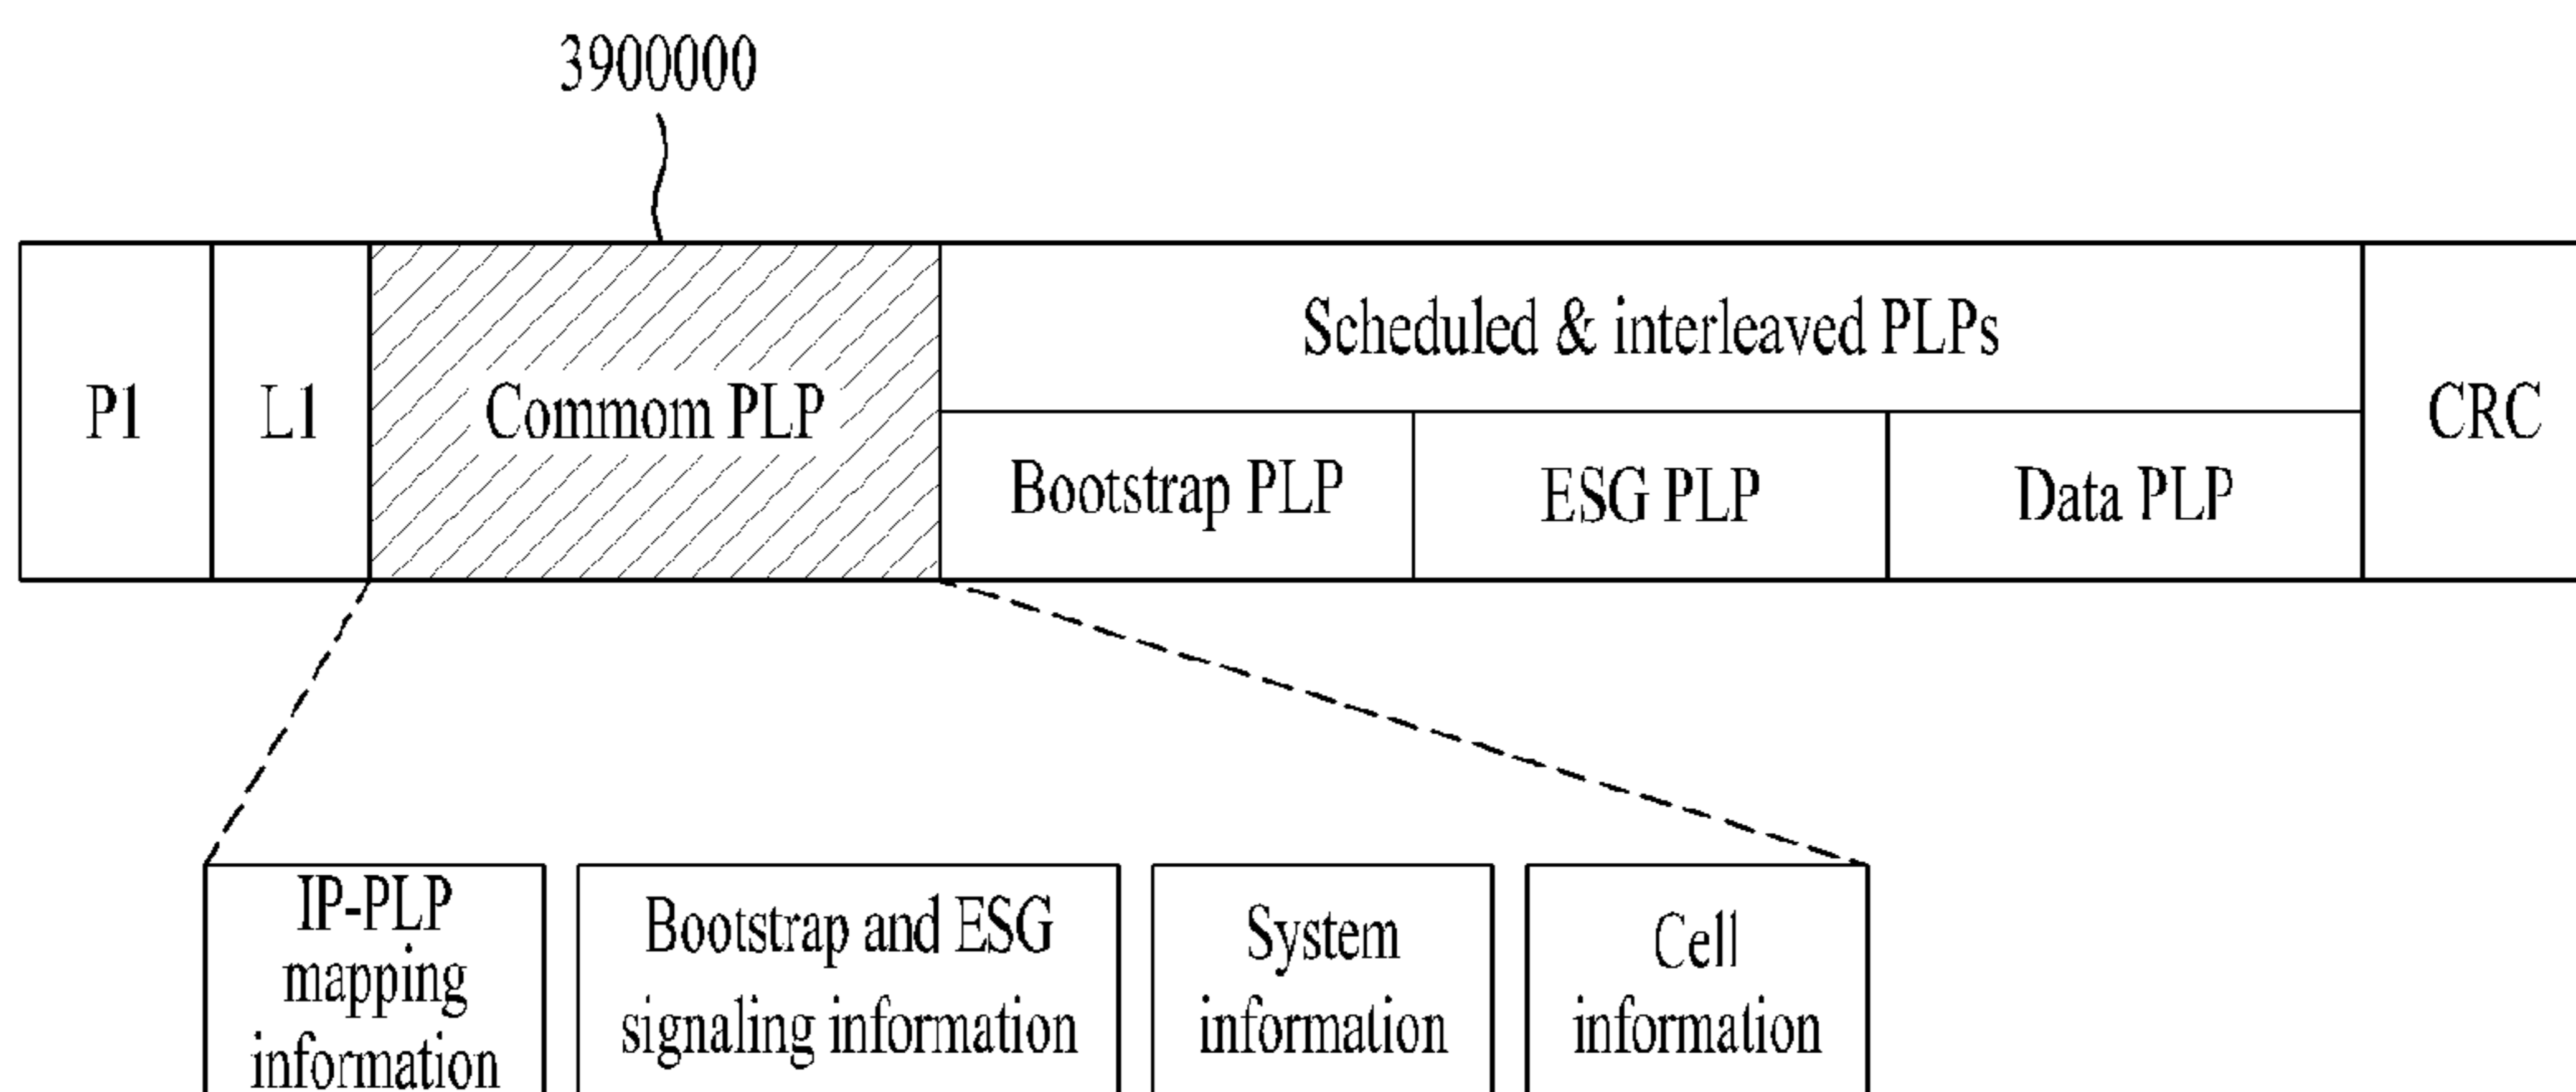 3900000
P1
L1
Commom PLP
Scheduled & interleaved PLPs
Bootstrap PLP
ESG PLP
Data PLP
CRC
IP-PLP
mapping
information
Bootstrap and ESG
signaling information
System
information
Cell
information